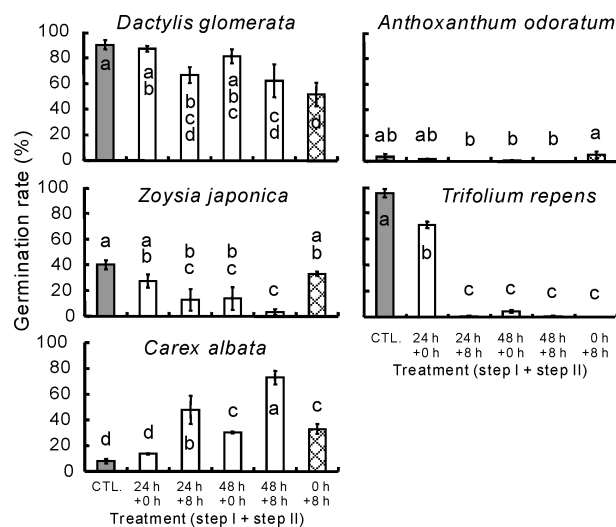 Dactylis glomerata
100
80
60
40
20
0
a
a
b
b
c
d
a
b
c
c
d
d
Anthoxanthum odoratum
ab
ab
b
b
b
a
Germination rate (%)
Zoysia japonica
100
80
60
40
20
0
a
a
b
b
c
b
c
c
a
b
Trifolium repens
a
b
c
c
c
c
CTL.
24 h
+0 h
24 h
+8 h
48 h
+0 h
48 h
+8 h
0 h
+8 h
Treatment (step I + step II)
Carex albata
100
80
60
40
20
0
d
d
b
c
a
c
CTL.
24 h
+0 h
24 h
+8 h
48 h
+0 h
48 h
+8 h
0 h
+8 h
Treatment (step I + step II)